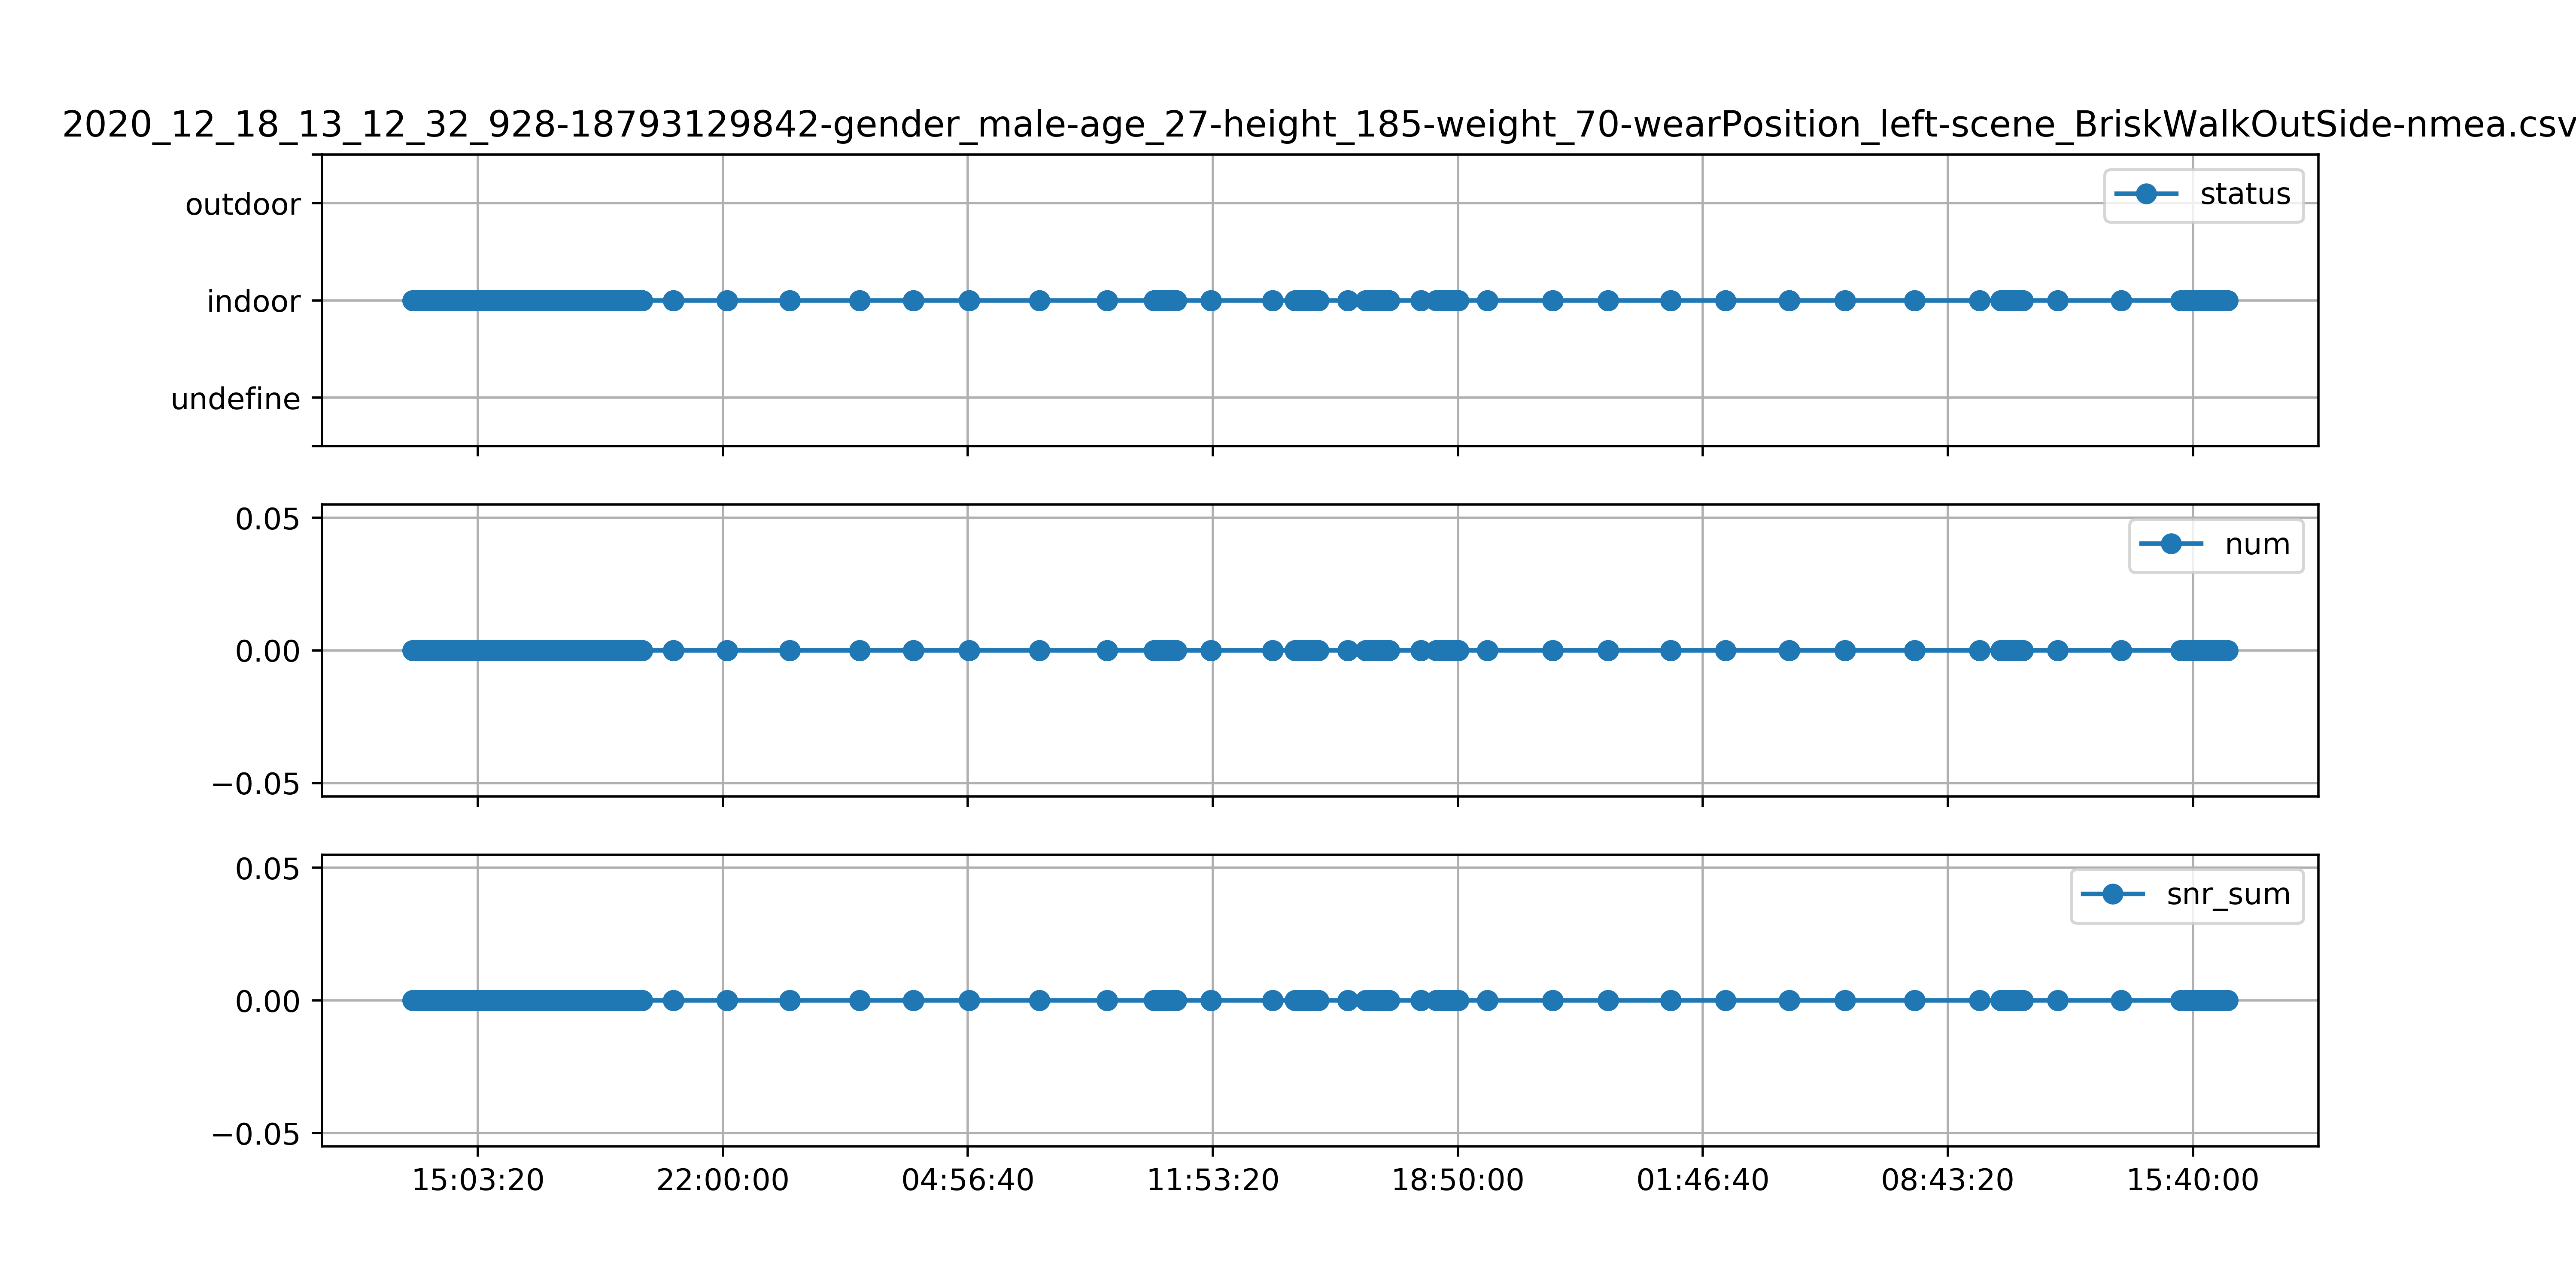 2020_12_18_13_12_32_928-18793129842-gender_male-age_27-height_185-weight_70-wearPosition_left-scene_BriskWalkOutSide-nmea.csv
outdoor
indoor
undefine
status
0.05
0.00
−0.05
num
0.05
0.00
−0.05
snr_sum
15:03:20 22:00:00 04:56:40 11:53:20 18:50:00 01:46:40 08:43:20 15:40:00